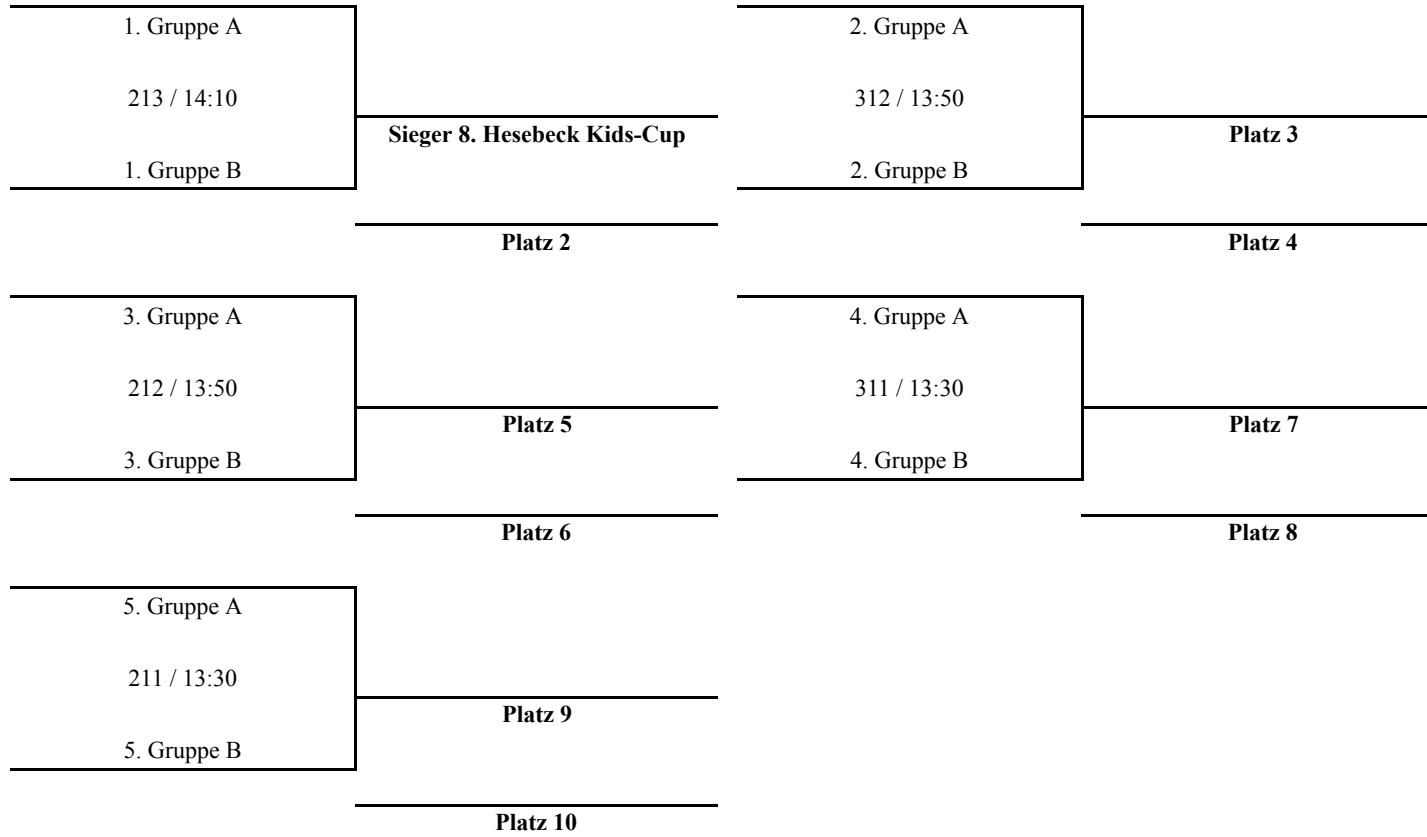 1. Gruppe A
213 / 14:10
Sieger 8. Hesebeck Kids-Cup
1. Gruppe B
Platz 2
2. Gruppe A
312 / 13:50
Platz 3
2. Gruppe B
Platz 4
3. Gruppe A
212 / 13:50
Platz 5
3. Gruppe B
Platz 6
4. Gruppe A
311 / 13:30
Platz 7
4. Gruppe B
Platz 8
5. Gruppe A
211 / 13:30
Platz 9
5. Gruppe B
Platz 10